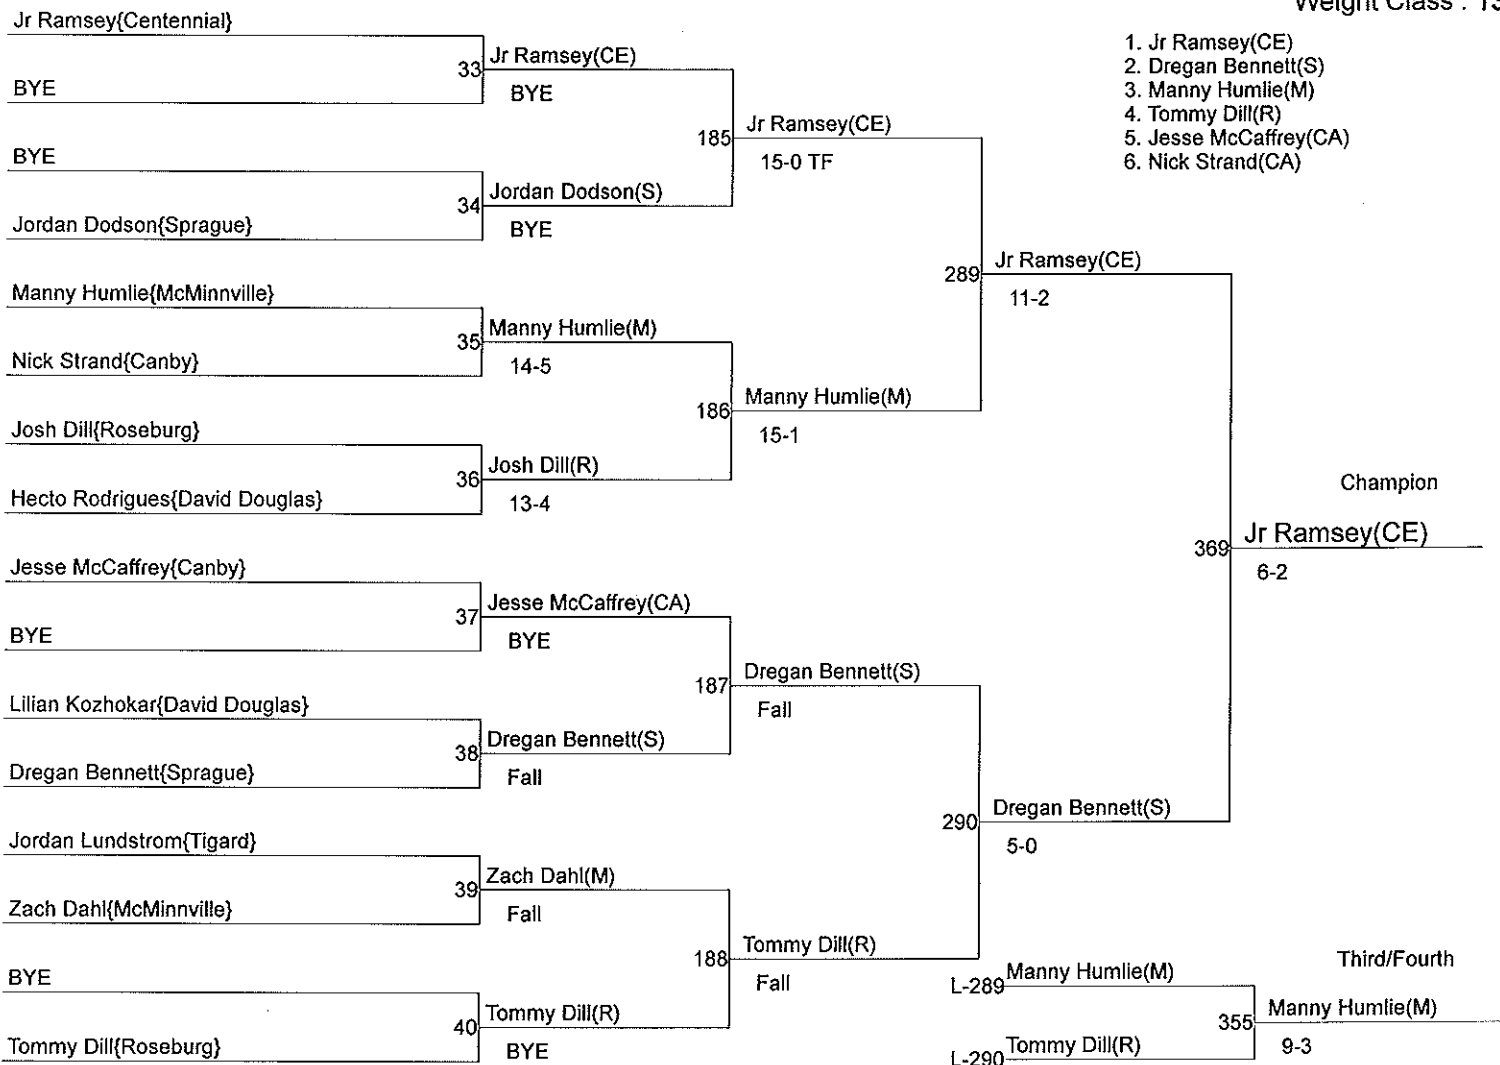 Weight Class : 13
Jr Ramsey{Centennial}
33
Jr Ramsey(CE)
BYE
BYE
1. Jr Ramsey(CE)
2. Dregan Bennett(S)
3. Manny Humlie(M)
4. Tommy Dill(R)
5. Jesse McCaffrey(CA)
6. Nick Strand(CA)
185
Jr Ramsey(CE)
15-0 TF
BYE
34
Jordan Dodson(S)
BYE
Jordan Dodson{Sprague}
289
Jr Ramsey(CE)
11-2
Manny Humlie{McMinnville}
35
Manny Humlie(M)
14-5
Nick Strand{Canby}
186
Manny Humlie(M)
15-1
Josh Dill{Roseburg}
36
Josh Dill(R)
13-4
Hecto Rodrigues{David Douglas}
Champion
369
Jr Ramsey(CE)
6-2
Jesse McCaffrey{Canby}
37
Jesse McCaffrey(CA)
BYE
BYE
187
Dregan Bennett(S)
Fall
Lilian Kozhokar{David Douglas}
38
Dregan Bennett(S)
Fall
Dregan Bennett{Sprague}
290
Dregan Bennett(S)
5-0
Jordan Lundstrom{Tigard}
39
Zach Dahl(M)
Fall
Zach Dahl{McMinnville}
188
Tommy Dill(R)
Fall
BYE
40
Tommy Dill(R)
BYE
Tommy Dill{Roseburg}
Third/Fourth
L-289
Manny Humlie(M)
355
Manny Humlie(M)
9-3
L-290
Tommy Dill(R)